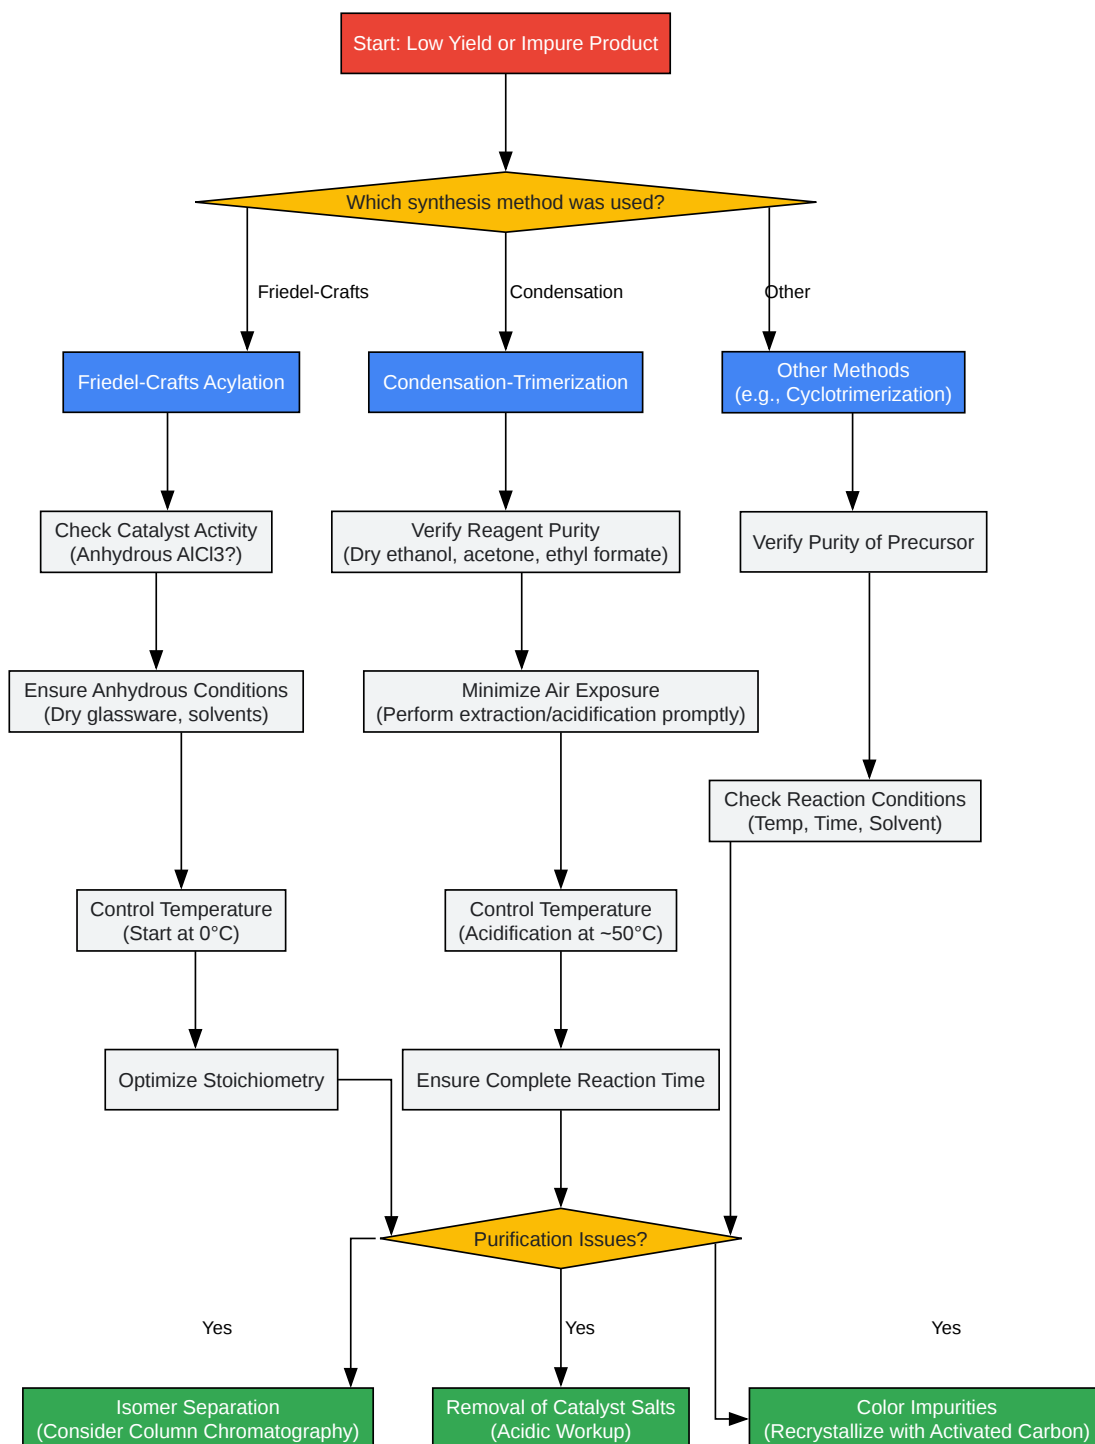 Start: Low Yield or Impure Product
Which synthesis method was used?
Friedel-Crafts
Condensation
Other
Friedel-Crafts Acylation
Condensation-Trimerization
Other Methods
(e.g., Cyclotrimerization)
Check Catalyst Activity
(Anhydrous AlCl3?)
Verify Reagent Purity
(Dry ethanol, acetone, ethyl formate)
Verify Purity of Precursor
Ensure Anhydrous Conditions
(Dry glassware, solvents)
Minimize Air Exposure
(Perform extraction/acidification promptly)
Check Reaction Conditions
(Temp, Time, Solvent)
Control Temperature
(Start at 0°C)
Control Temperature
(Acidification at ~50°C)
Optimize Stoichiometry
Ensure Complete Reaction Time
Purification Issues?
Yes
Yes
Yes
Isomer Separation
(Consider Column Chromatography)
Removal of Catalyst Salts
(Acidic Workup)
Color Impurities
(Recrystallize with Activated Carbon)